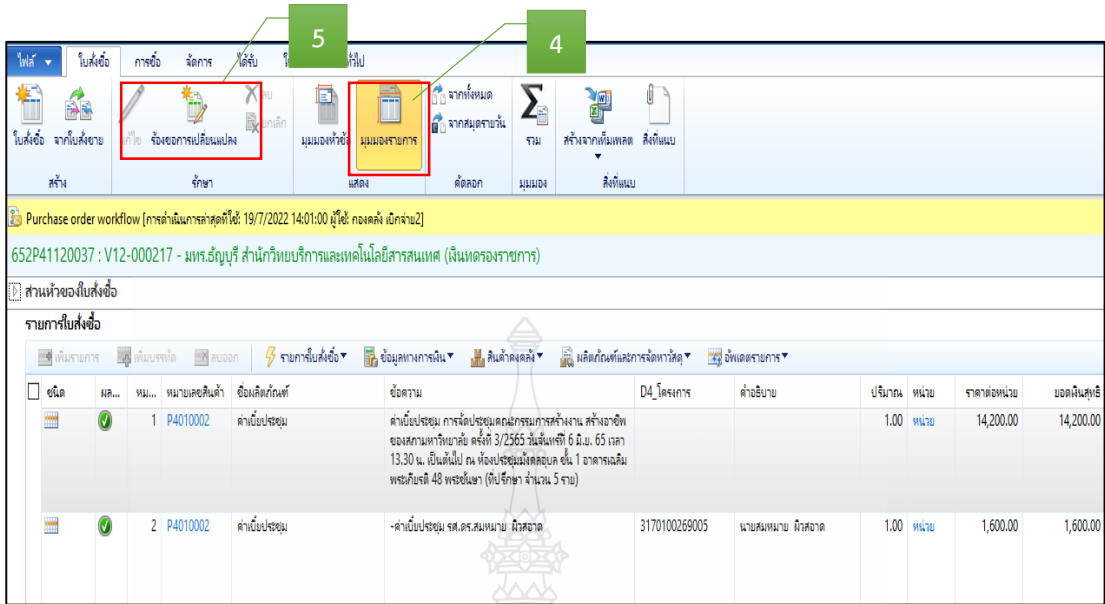 5
4
ไฟล์ ใบสั่งซื้อ การซื้อ จัดการ ได้รับ ทั่วไป
ใบสั่งซื้อ จากใบสั่งขาย
แก้ไข ร้องขอการเปลี่ยนแปลง
ลบ
ยกเลิก
มุมมองหัวข้อ มุมมองรายการ
จากทั้งหมด
จากสมุดรายวัน
รวม
สร้างจากเท็มเพลต สิ่งที่แนบ
สร้าง รักษา แสดง คัดลอก มุมมอง สิ่งที่แนบ
Purchase order workflow [การดำเนินการล่าสุดที่ใช้: 19/7/2022 14:01:00 ผู้ใช้: กองคลัง เบิกจ่าย2]
652P41120037 : V12-000217 - มทร.ธัญบุรี สำนักวิทยบริการและเทคโนโลยีสารสนเทศ (เงินทดรองราชการ)
ส่วนหัวของใบสั่งซื้อ
รายการใบสั่งซื้อ
เพิ่มรายการ เพิ่มบรรทัด ลบออก รายการใบสั่งซื้อ ข้อมูลทางการเงิน สินค้าคงคลัง ผลิตภัณฑ์และการจัดหาวัสดุ อัพเดตรายการ
ชนิด ผล... หม... หมายเลขสินค้า ชื่อผลิตภัณฑ์ ข้อความ D4_โครงการ คำอธิบาย ปริมาณ หน่วย ราคาต่อหน่วย ยอดเงินสุทธิ
1 P4010002 ค่าเบี้ยประชุม ค่าเบี้ยประชุม การจัดประชุมคณะกรรมการสร้างงาน สร้างอาชีพ 1.00 หน่วย 14,200.00 14,200.00
ของสภามหาวิทยาลัย ครั้งที่ 3/2565 วันจันทร์ที่ 6 มิ.ย. 65 เวลา
13.30 น. เป็นต้นไป ณ ห้องประชุมมังคลอุบล ชั้น 1 อาคารเฉลิม
พระเกียรติ 48 พระชันษา (ที่ปรึกษา จำนวน 5 ราย)
2 P4010002 ค่าเบี้ยประชุม -ค่าเบี้ยประชุม รศ.ดร.สมหมาย ผิวสอาด 3170100269005 นายสมหมาย ผิวสอาด 1.00 หน่วย 1,600.00 1,600.00